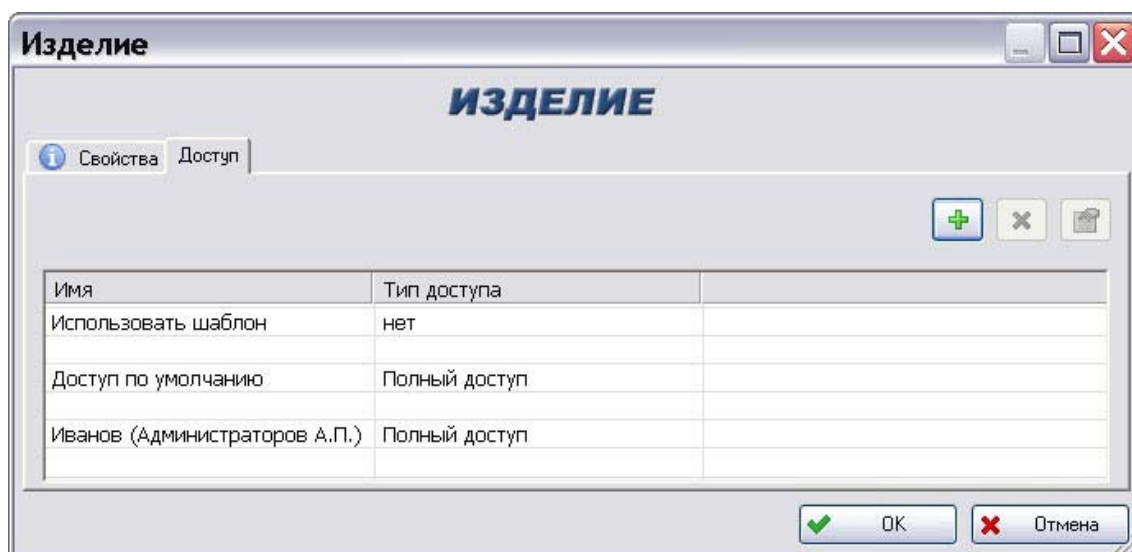 Изделие
ИЗДЕЛИЕ
Свойства Доступ
Имя Тип доступа
Использовать шаблон нет
Доступ по умолчанию Полный доступ
Иванов (Администраторов А.П.) Полный доступ
OK Отмена